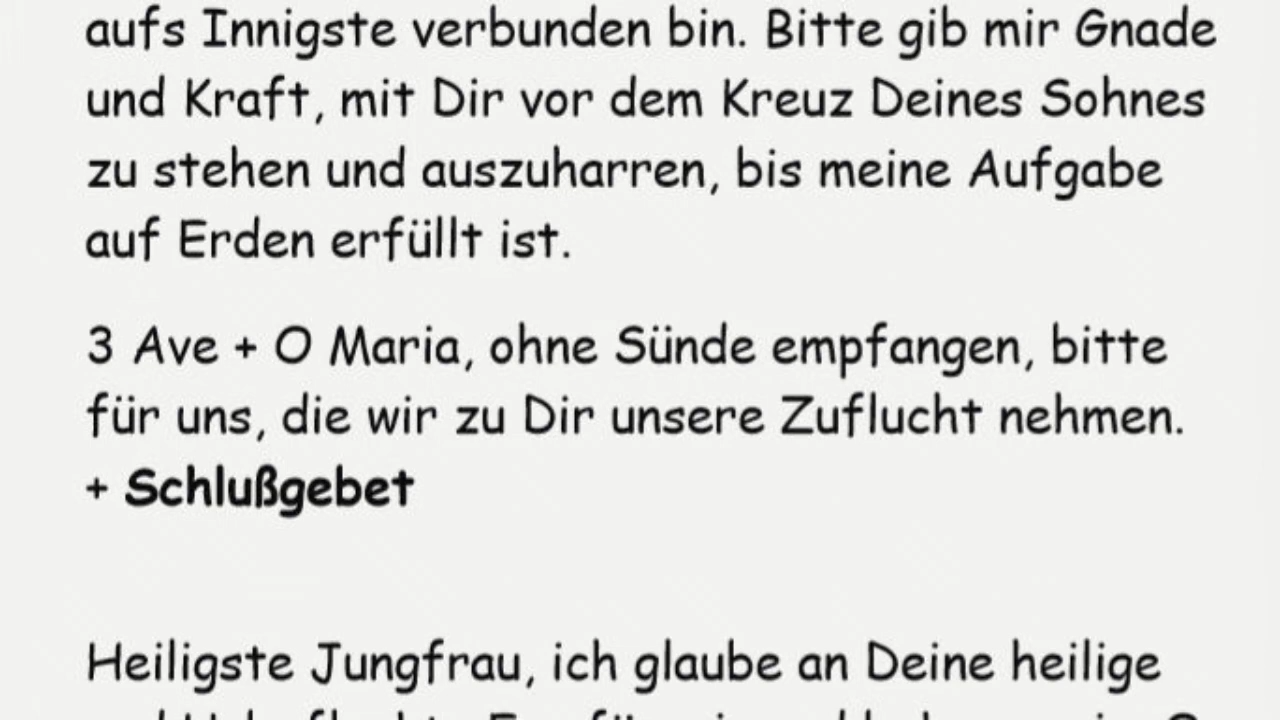 aufs Innigste verbunden bin. Bitte gib mir Gnade
und Kraft, mit Dir vor dem Kreuz Deines Sohnes
zu stehen und auszuharren, bis meine Aufgabe
auf Erden erfüllt ist.
3 Ave + O Maria, ohne Sünde empfangen, bitte
für uns, die wir zu Dir unsere Zuflucht nehmen.
+ Schlußgebet
Heiligste Jungfrau, ich glaube an Deine heilige